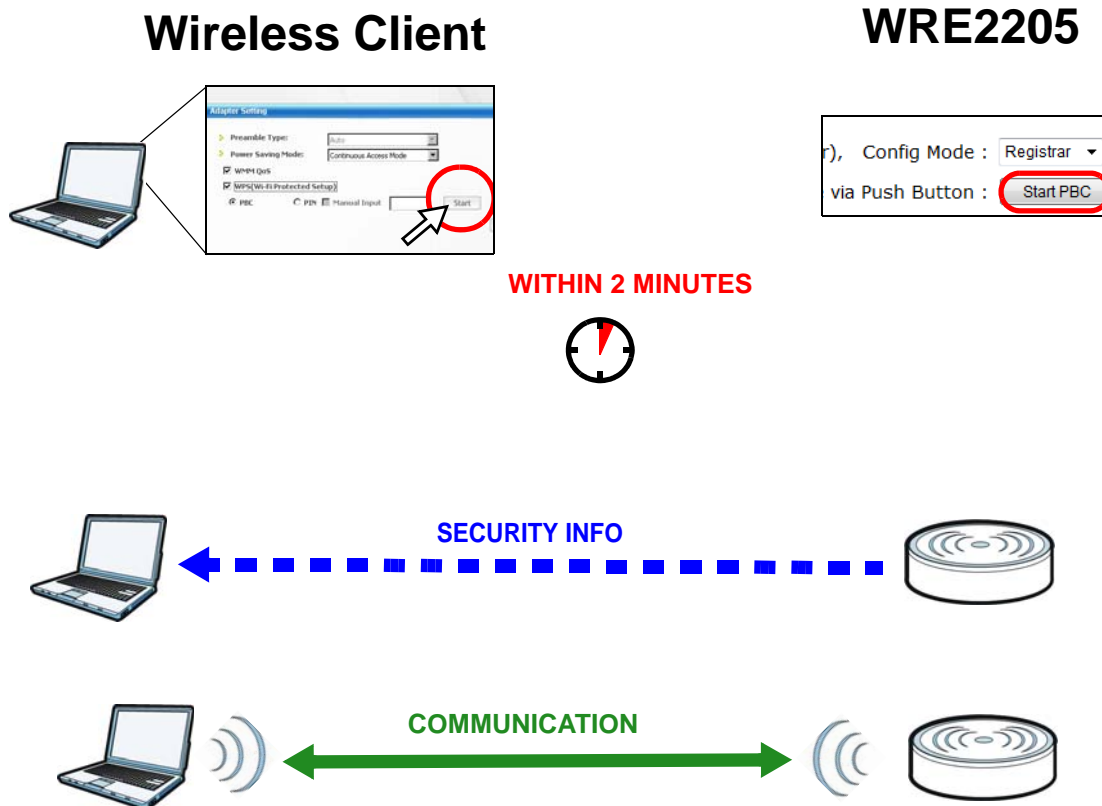 Wireless Client
WRE2205
Adapter Setting
Preamble Type: Auto
Power Saving Mode: Continuous Access Mode
WMM QoS
WPS(Wi-Fi Protected Setup)
PBC PIN Manual Input Start
r), Config Mode : Registrar
via Push Button : Start PBC
WITHIN 2 MINUTES
SECURITY INFO
COMMUNICATION